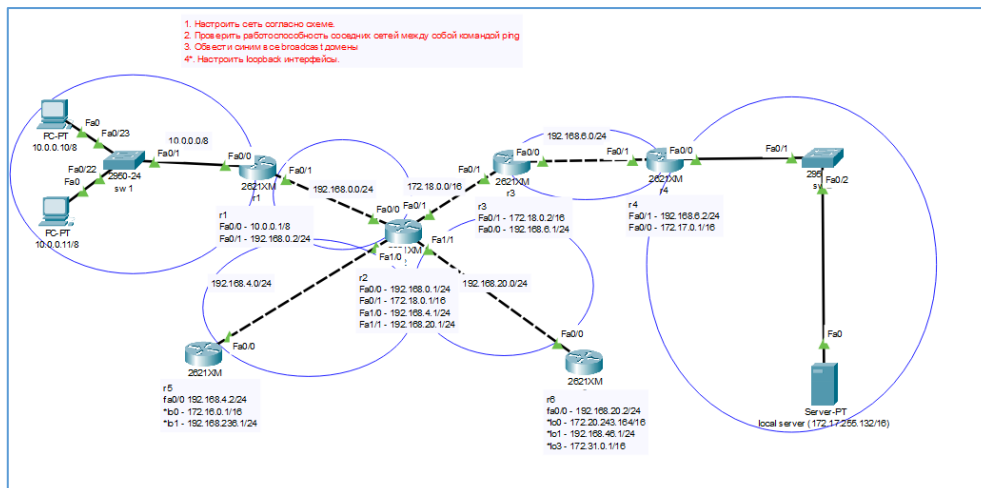 1. Настроить сеть согласно схеме.
2. Проверить работоспособность соседних сетей между собой командой ping
3. Обвести синим все broadcast домены
4*. Настроить loopback интерфейсы.
Fa0
PC-PT
10.0.0.10/8
Fa0/23
Fa0/22
Fa0
PC-PT
10.0.0.11/8
2960-24
sw 1
Fa0/1
10.0.0.0/8
Fa0/0
2621XM
r1
Fa0/1
r1
Fa0/0 - 10.0.0.1/8
Fa0/1 - 192.168.0.2/24
192.168.0.0/24
172.18.0.0/16
Fa0/0
Fa0/1
Fa1/0
Fa1/1
r2
Fa0/0 - 192.168.0.1/24
Fa0/1 - 172.18.0.1/16
Fa1/0 - 192.168.4.1/24
Fa1/1 - 192.168.20.1/24
Fa0/1
Fa0/0
2621XM
r3
r3
Fa0/1 - 172.18.0.2/16
Fa0/0 - 192.168.6.1/24
192.168.6.0/24
Fa0/1
Fa0/0
2621XM
r4
r4
Fa0/1 - 192.168.6.2/24
Fa0/0 - 172.17.0.1/16
Fa0/1
Fa0/2
Fa0
Server-PT
local server (172.17.255.132/16)
192.168.4.0/24
Fa0/0
2621XM
r5
fa0/0 192.168.4.2/24
*lo0 - 172.16.0.1/16
*lo1 - 192.168.236.1/24
192.168.20.0/24
Fa0/0
2621XM
r6
fa0/0 - 192.168.20.2/24
*lo0 - 172.20.243.164/16
*lo1 - 192.168.46.1/24
*lo3 - 172.31.0.1/16